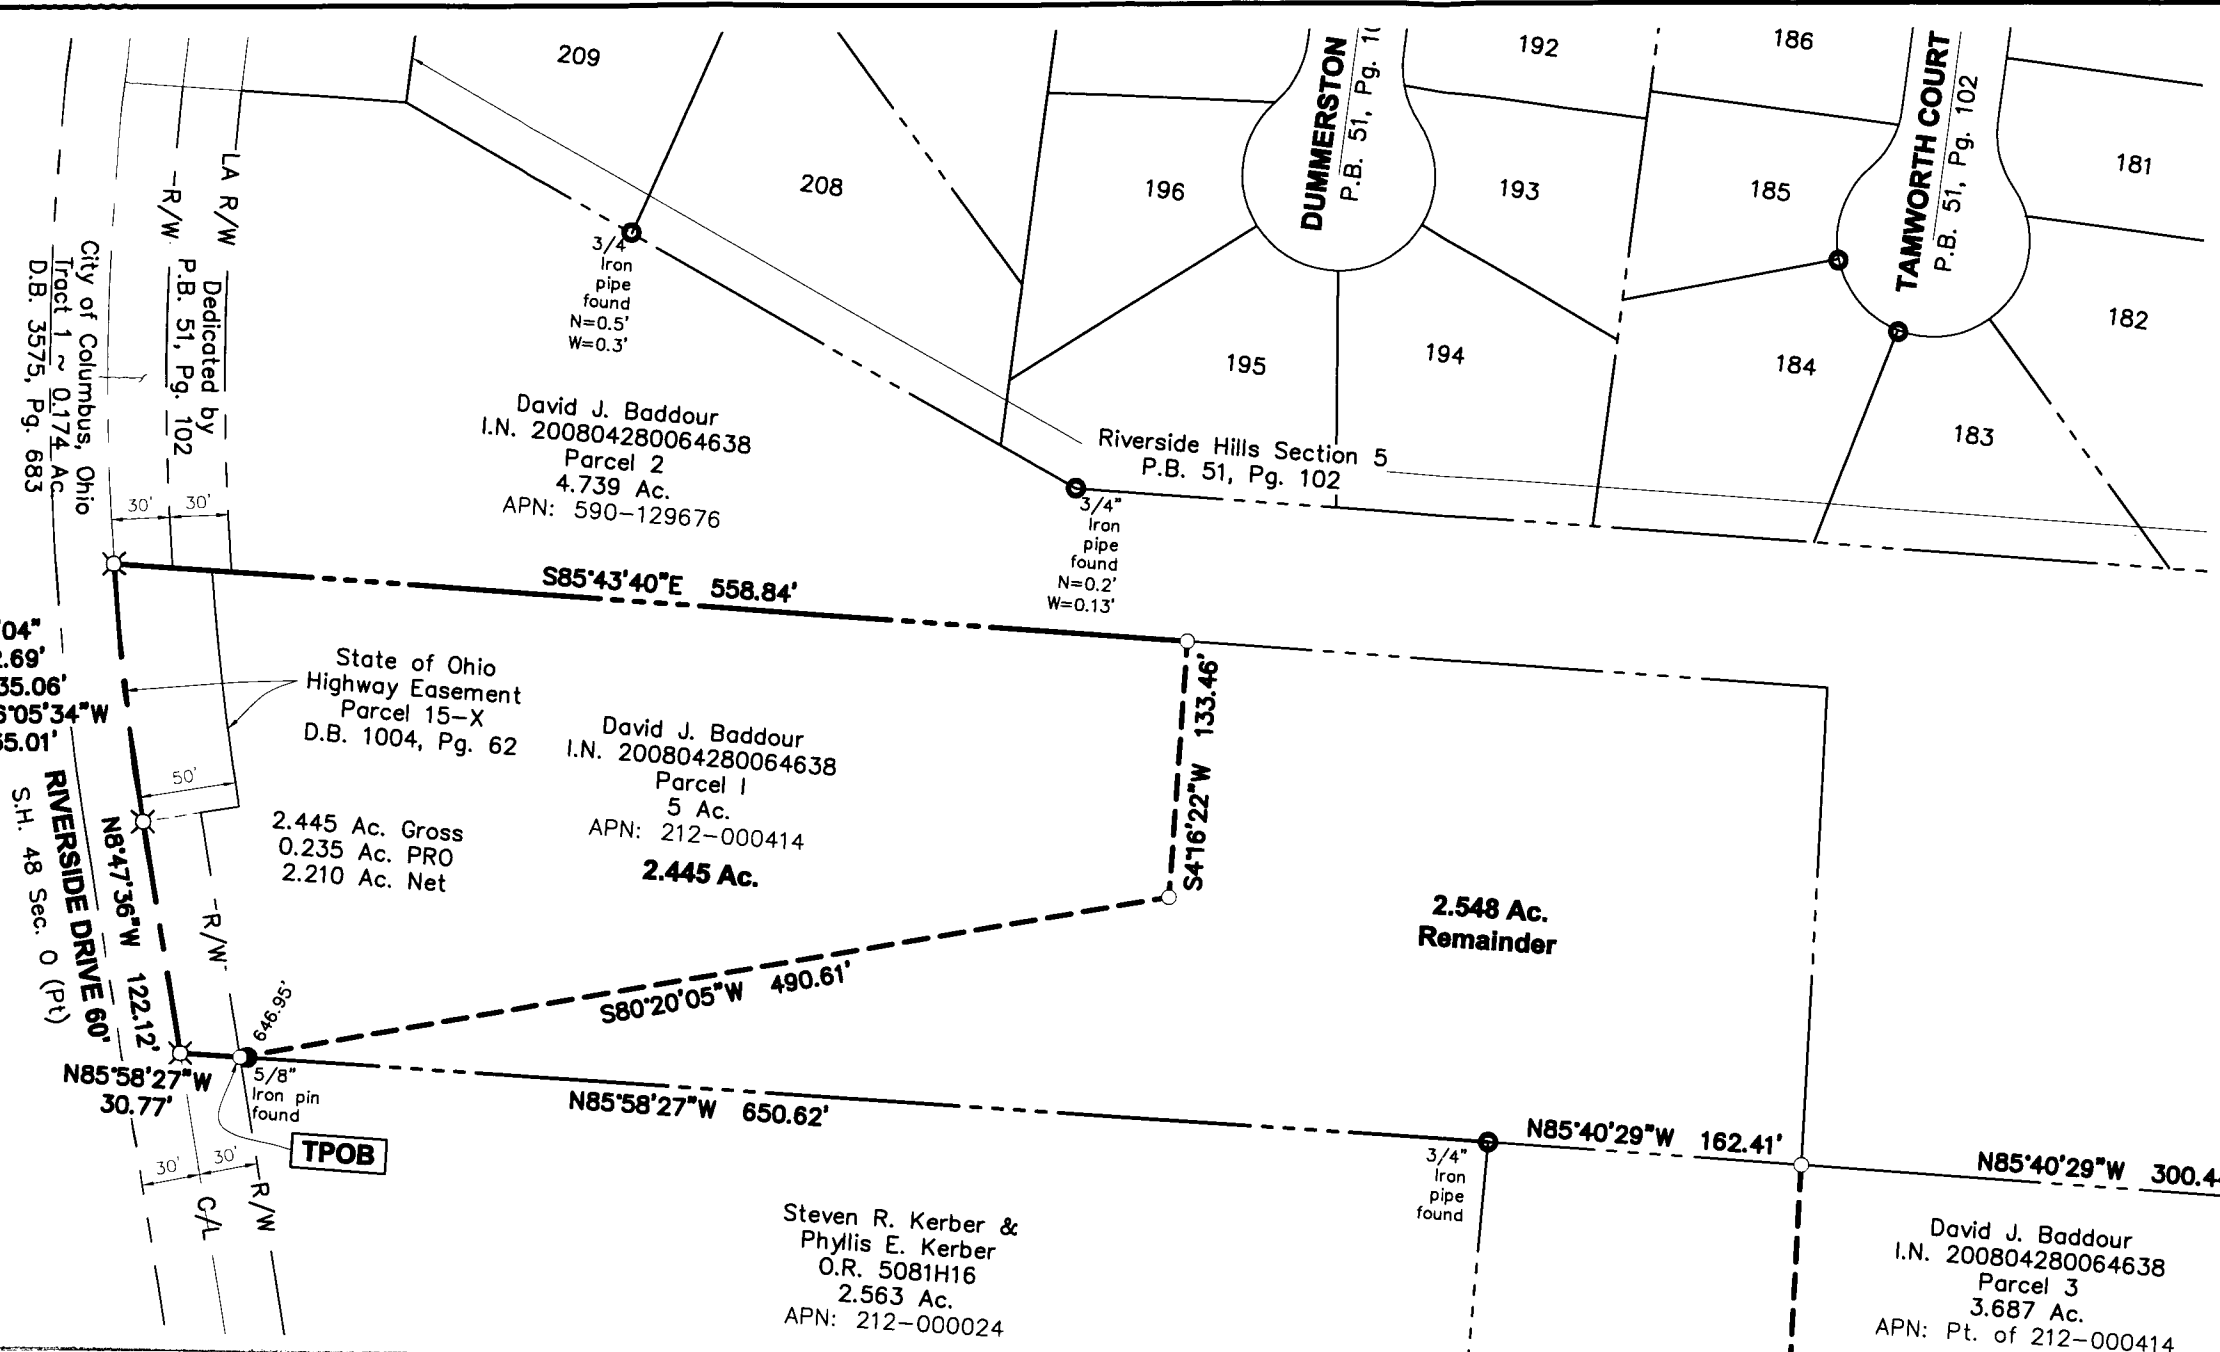 209
192
186
DUMMERSTON
P.B. 51, Pg.
TAMWORTH COURT
P.B. 51, Pg. 102
181
208
196
193
185
182
195
194
184
183
LA R/W
R/W
City of Columbus, Ohio
Tract 1 ~ 0.174 Ac.
D.B. 3575, Pg. 683
Dedicated by
P.B. 51, Pg. 102
3/4"
Iron
pipe
found
N=0.5'
W=0.3'
David J. Baddour
I.N. 200804280064638
Parcel 2
4.739 Ac.
APN: 590-129676
Riverside Hills Section 5
P.B. 51, Pg. 102
3/4"
Iron
pipe
found
N=0.2'
W=0.13'
30'
30'
S85°43'40"E 558.84'
04"
.69'
35.06'
6°05'34"W
5.01'
State of Ohio
Highway Easement
Parcel 15-X
D.B. 1004, Pg. 62
David J. Baddour
I.N. 200804280064638
Parcel 1
5 Ac.
APN: 212-000414
2.445 Ac.
2.445 Ac. Gross
0.235 Ac. PRO
2.210 Ac. Net
50'
S4°16'22"W 133.46'
2.548 Ac.
Remainder
RIVERSIDE DRIVE 60'
S.H. 48 Sec. 0 (Pt)
N8°47'36"W 122.12'
R/W
646.95'
S80°20'05"W 490.61'
N85°58'27"W
30.77'
5/8"
Iron pin
found
TPOB
N85°58'27"W 650.62'
3/4"
Iron
pipe
found
N85°40'29"W 162.41'
N85°40'29"W 300.4
30'
30'
C/L
R/W
Steven R. Kerber &
Phyllis E. Kerber
O.R. 5081H16
2.563 Ac.
APN: 212-000024
David J. Baddour
I.N. 200804280064638
Parcel 3
3.687 Ac.
APN: Pt. of 212-000414